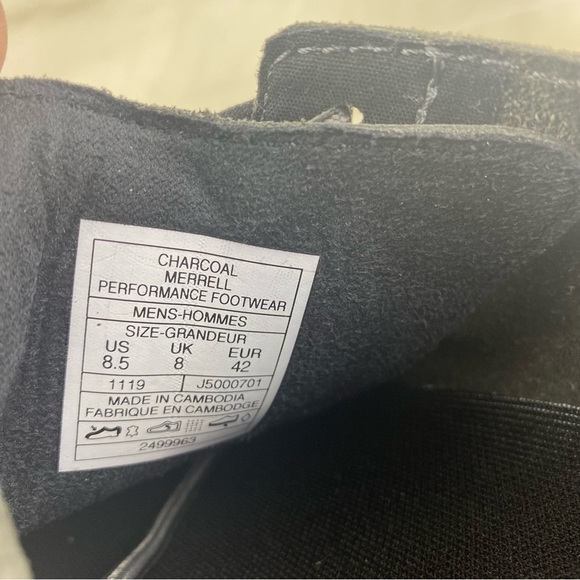 CHARCOAL
MERRELL
PERFORMANCE FOOTWEAR
MENS-HOMMES
SIZE-GRANDEUR
US UK EUR
8.5 8 42
1119 J5000701
MADE IN CAMBODIA
FABRIQUE EN CAMBODGE
2499963